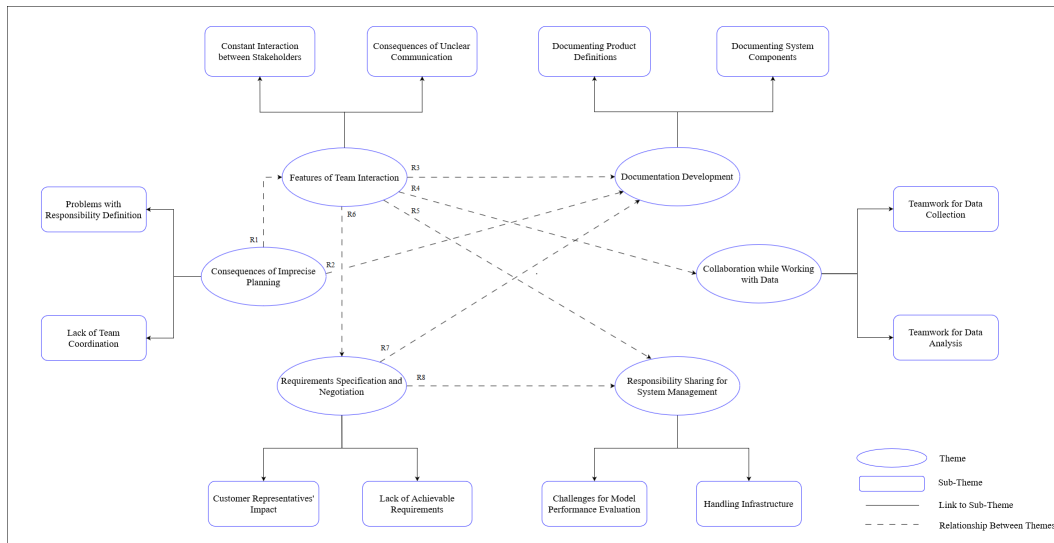 Constant Interaction
between Stakeholders
Consequences of Unclear
Communication
Documenting Product
Definitions
Documenting System
Components
Features of Team Interaction
R3
R4
R5
R6
Documentation Development
Problems with
Responsibility Definition
Teamwork for Data
Collection
R1
Consequences of Imprecise
Planning
R2
Collaboration while Working
with Data
Lack of Team
Coordination
Teamwork for Data
Analysis
R7
Requirements Specification and
Negotiation
R8
Responsibility Sharing for
System Management
Customer Representatives'
Impact
Lack of Achievable
Requirements
Challenges for Model
Performance Evaluation
Handling Infrastructure
Theme
Sub-Theme
Link to Sub-Theme
Relationship Between Themes